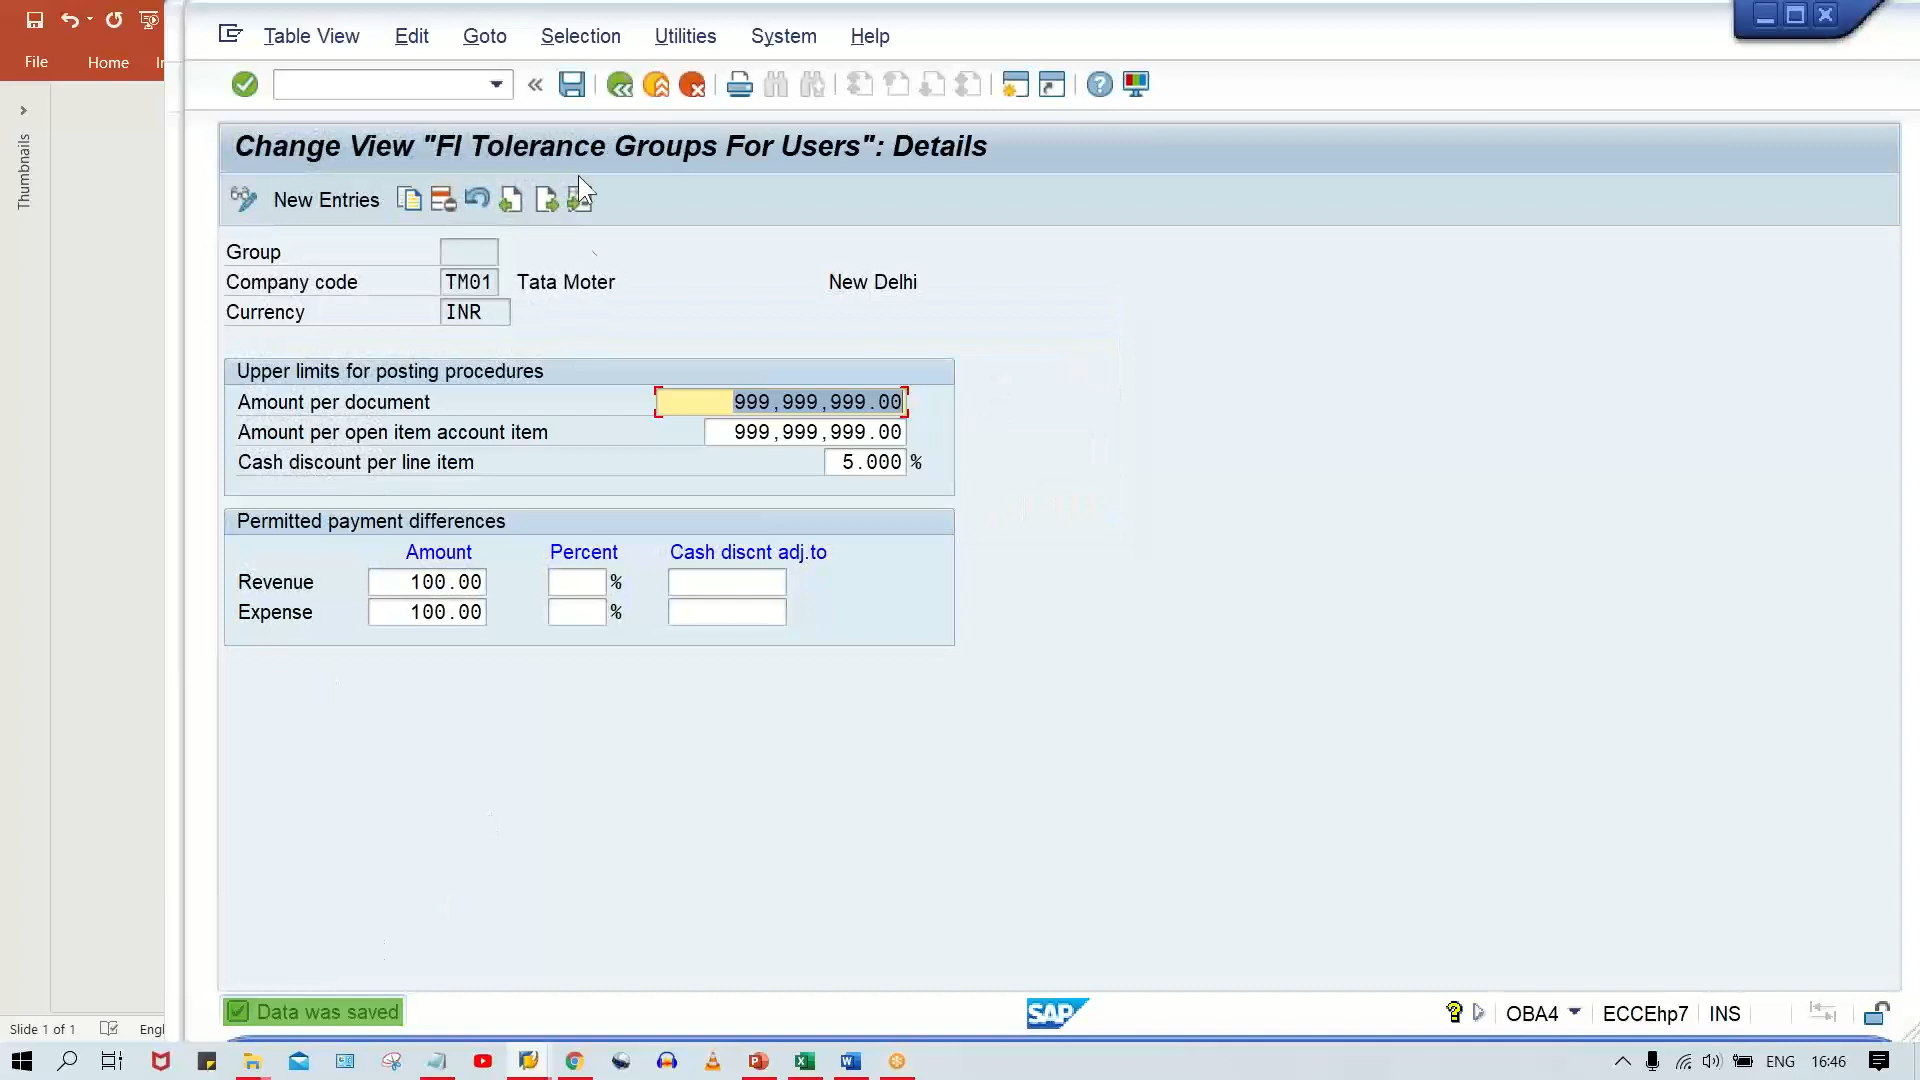 Table View Edit Goto Selection Utilities System Help
File Home
Change View "FI Tolerance Groups For Users": Details
New Entries
Thumbnails
Group
Company code TM01 Tata Moter New Delhi
Currency INR
Upper limits for posting procedures
Amount per document 999,999,999.00
Amount per open item account item 999,999,999.00
Cash discount per line item 5.000 %
Permitted payment differences
Amount Percent Cash discnt adj.to
Revenue 100.00 %
Expense 100.00 %
Data was saved SAP OBA4 ECCEhp7 INS
Slide 1 of 1 Engl
ENG 16:46